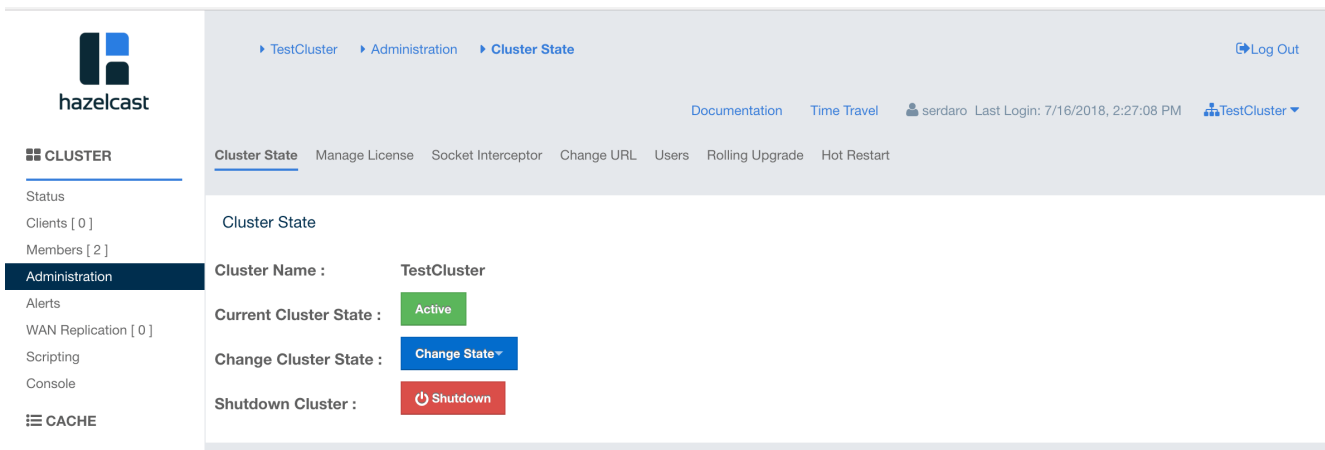 hazelcast
CLUSTER
Status
Clients [ 0 ]
Members [ 2 ]
Administration
Alerts
WAN Replication [ 0 ]
Scripting
Console
CACHE
TestCluster Administration Cluster State
Log Out
Documentation Time Travel serdaro Last Login: 7/16/2018, 2:27:08 PM TestCluster
Cluster State Manage License Socket Interceptor Change URL Users Rolling Upgrade Hot Restart
Cluster State
Cluster Name : TestCluster
Current Cluster State : Active
Change Cluster State : Change State
Shutdown Cluster : Shutdown